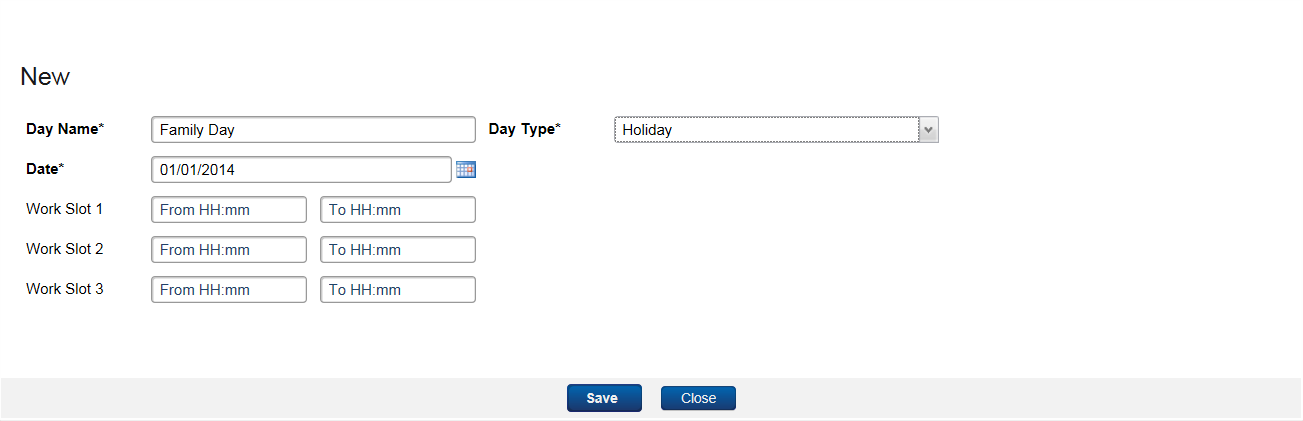 New
Day Name* Family Day Day Type* Holiday
Date* 01/01/2014
Work Slot 1 From HH:mm To HH:mm
Work Slot 2 From HH:mm To HH:mm
Work Slot 3 From HH:mm To HH:mm
Save Close